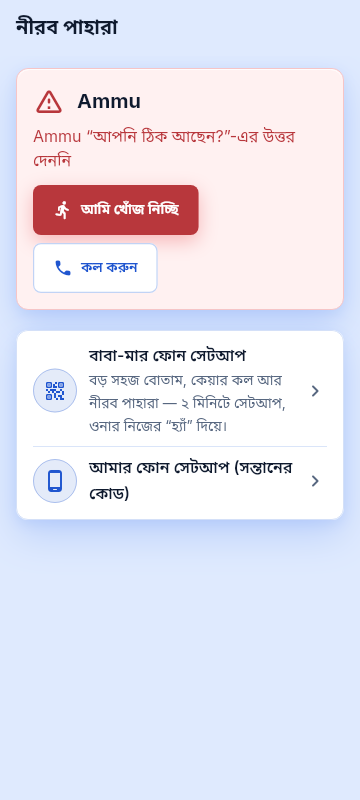 নীরব পাহারা
Ammu
Ammu “আপনি ঠিক আছেন?”-এর উত্তর
দেননি
আমি খোঁজ নিচ্ছি
কল করুন
বাবা-মার ফোন সেটআপ
বড় সহজ বোতাম, কেয়ার কল আর
নীরব পাহারা — ২ মিনিটে সেটআপ,
ওনার নিজের “হ্যাঁ” দিয়ে।
আমার ফোন সেটআপ (সন্তানের
কোড)